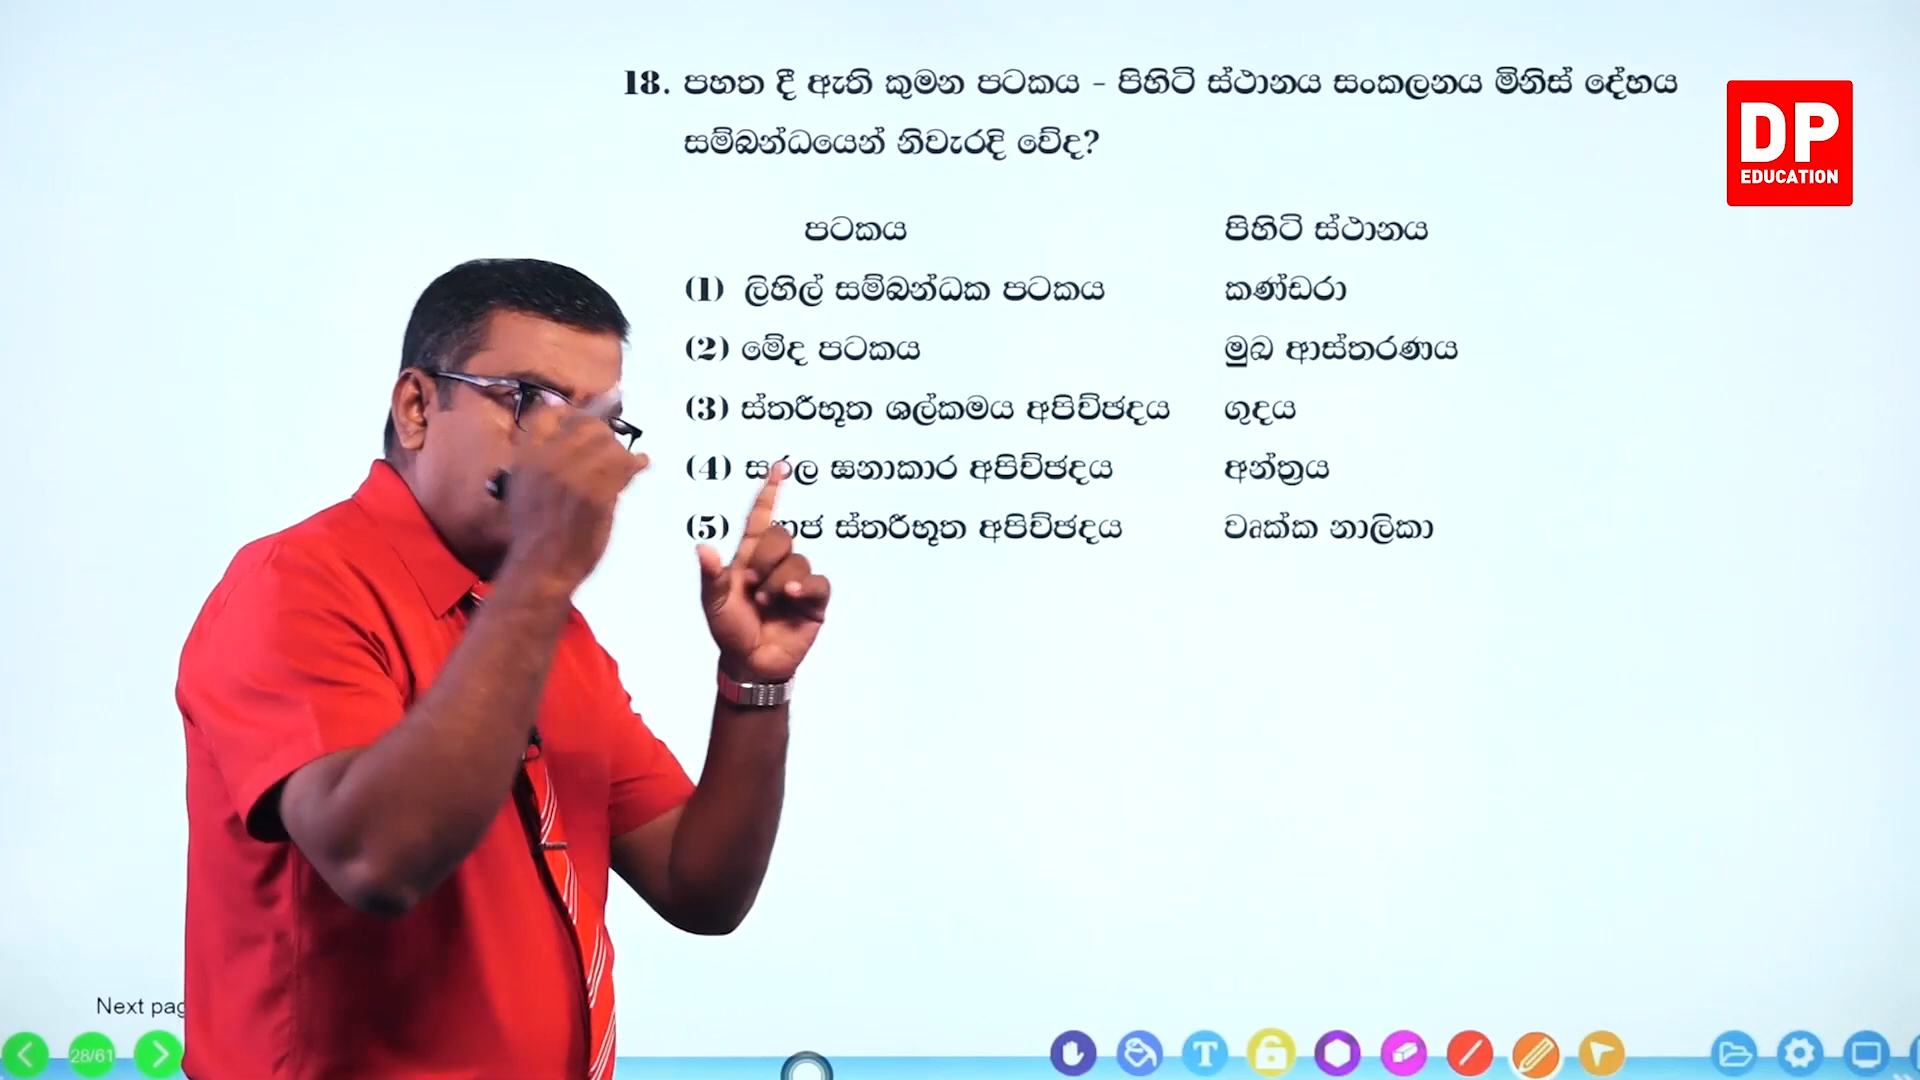 18. පහත දී ඇති කුමන පටකය - පිහිටි ස්ථානය සංකලනය මිනිස් දේහය
සම්බන්ධයෙන් නිවැරදි වේද?
DP
EDUCATION
පටකය පිහිටි ස්ථානය
(1) ලිහිල් සම්බන්ධක පටකය කණ්ඩරා
(2) මේද පටකය මුඛ ආස්තරණය
(3) ස්තරීභූත ශල්කමය අපිච්ඡදය ගුදය
(4) සරල ඝනාකාර අපිච්ඡදය අන්ත්‍රය
(5) ස්තරීභූත අපිච්ඡදය වෘක්ක නාලිකා
Next
28/61
T